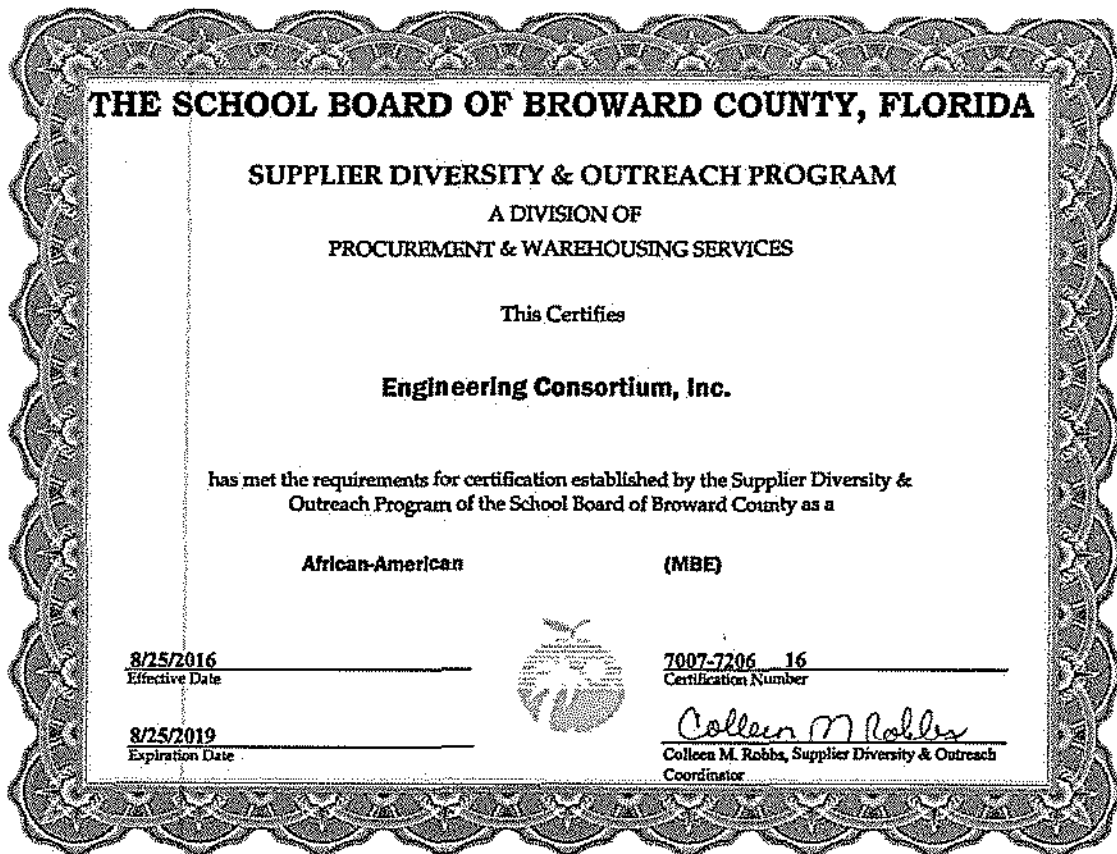 THE SCHOOL BOARD OF BROWARD COUNTY, FLORIDA
SUPPLIER DIVERSITY & OUTREACH PROGRAM
A DIVISION OF
PROCUREMENT & WAREHOUSING SERVICES
This Certifies
Engineering Consortium, Inc.
has met the requirements for certification established by the Supplier Diversity &
Outreach Program of the School Board of Broward County as a
African-American (MBE)
8/25/2016
Effective Date
7007-7206 16
Certification Number
8/25/2019
Expiration Date
Colleen M Robbs
Colleen M. Robbs, Supplier Diversity & Outreach
Coordinator